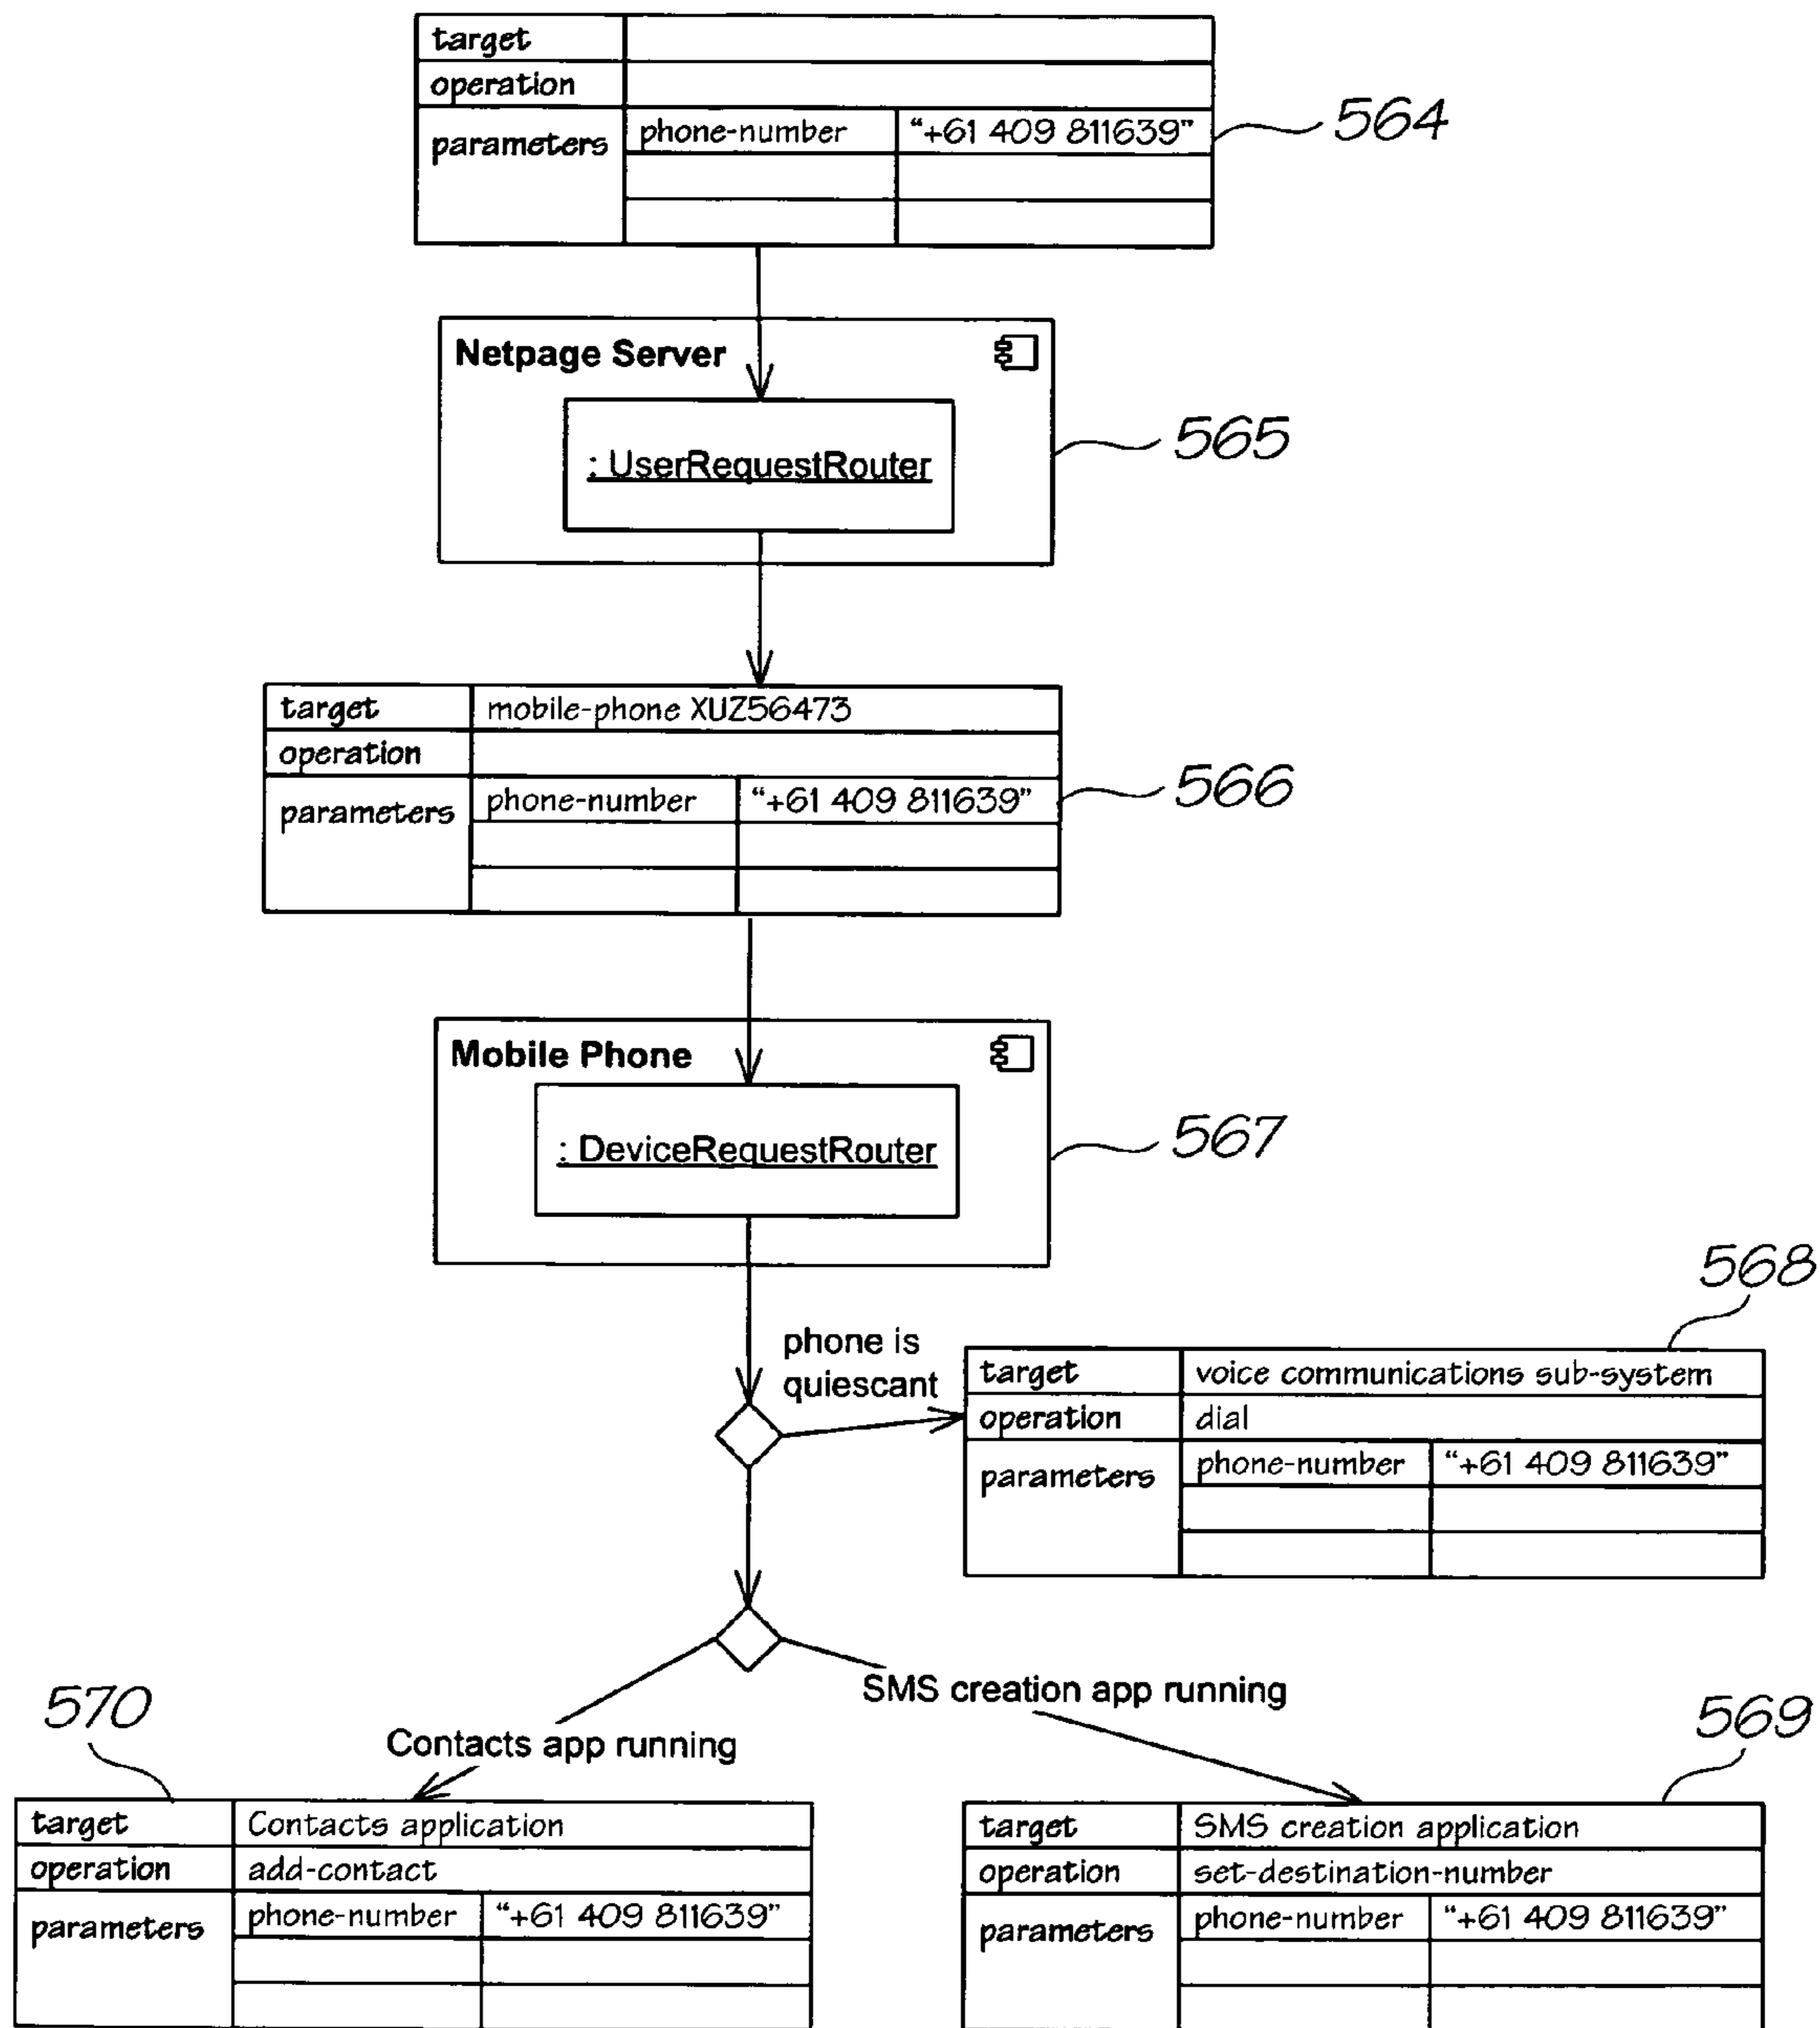 target
operation
parameters phone-number “+61 409 811639”
564
Netpage Server
: UserRequestRouter
565
target mobile-phone XUZ56473
operation
parameters phone-number “+61 409 811639”
566
Mobile Phone
: DeviceRequestRouter
567
568
phone is
quiescant
target voice communications sub-system
operation dial
parameters phone-number “+61 409 811639”
SMS creation app running
Contacts app running
570
target Contacts application
operation add-contact
parameters phone-number “+61 409 811639”
569
target SMS creation application
operation set-destination-number
parameters phone-number “+61 409 811639”